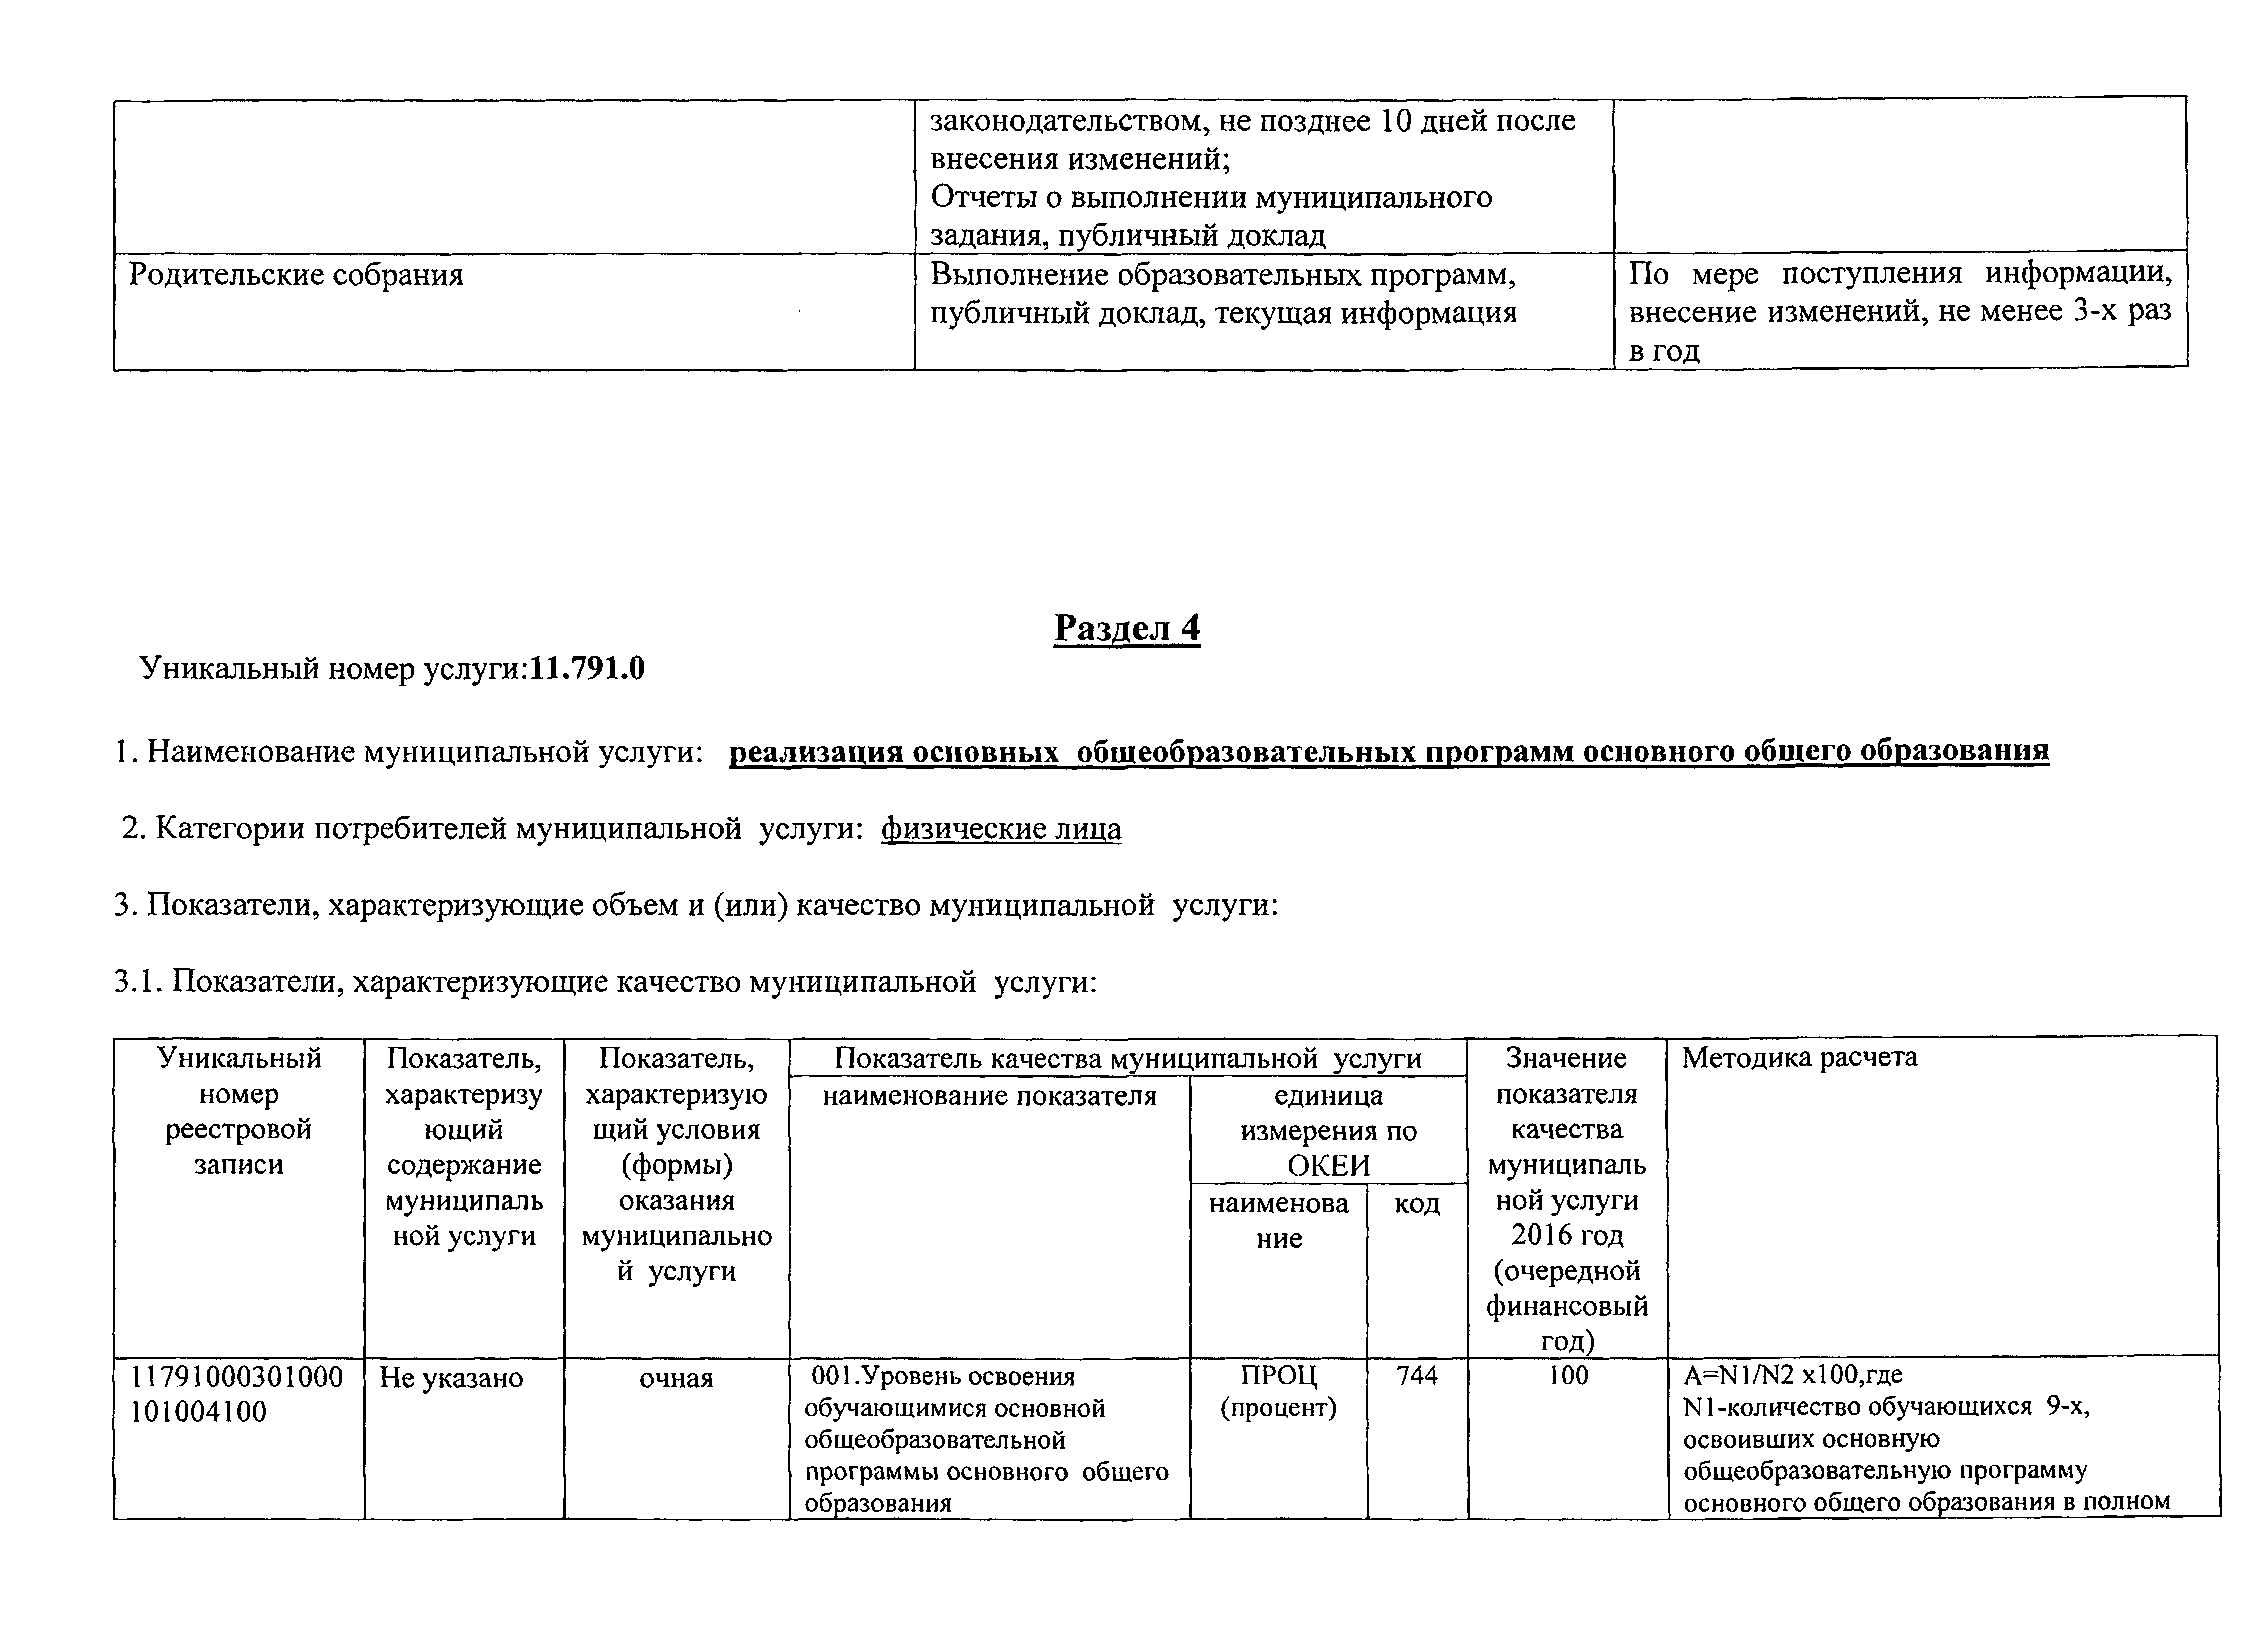 законодательством, не позднее 10 дней после
внесения изменений;
Отчеты о выполнении муниципального
задания, публичный доклад
Родительские собрания
Выполнение образовательных программ,
публичный доклад, текущая информация
По мере поступления информации,
внесение изменений, не менее 3-х раз
в год
Раздел 4
Уникальный номер услуги:11.791.0
1. Наименование муниципальной услуги: реализация основных общеобразовательных программ основного общего образования
2. Категории потребителей муниципальной услуги: физические лица
3. Показатели, характеризующие объем и (или) качество муниципальной услуги:
3.1. Показатели, характеризующие качество муниципальной услуги:
Уникальный
номер
реестровой
записи
Показатель,
характеризу
ющий
содержание
муниципаль
ной услуги
Показатель,
характеризую
щий условия
(формы)
оказания
муниципально
й услуги
Показатель качества муниципальной услуги
наименование показателя
единица
измерения по
ОКЕИ
наименова
ние
код
Значение
показателя
качества
муниципаль
ной услуги
2016 год
(очередной
финансовый
год)
Методика расчета
11791000301000
101004100
Не указано
очная
001.Уровень освоения
обучающимися основной
общеобразовательной
программы основного общего
образования
ПРОЦ
(процент)
744
100
A=N1/N2 х100,где
N1-количество обучающихся 9-х,
освоивших основную
общеобразовательную программу
основного общего образования в полном